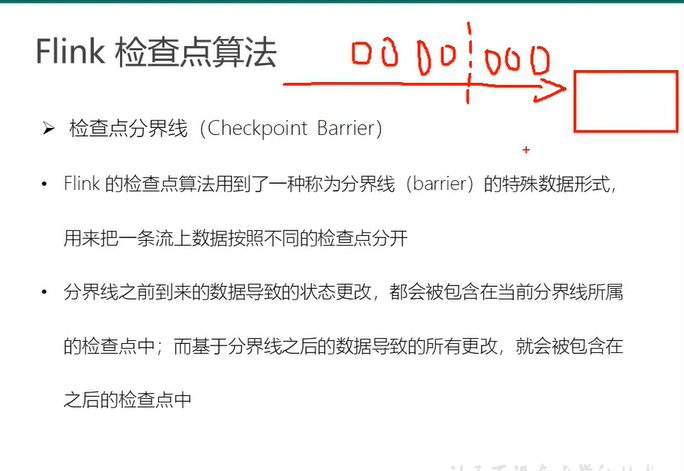 Flink 检查点算法
➢ 检查点分界线（Checkpoint Barrier）
• Flink 的检查点算法用到了一种称为分界线（barrier）的特殊数据形式，
用来把一条流上数据按照不同的检查点分开
• 分界线之前到来的数据导致的状态更改，都会被包含在当前分界线所属
的检查点中；而基于分界线之后的数据导致的所有更改，就会被包含在
之后的检查点中